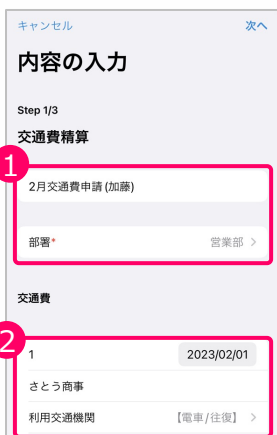 キャンセル 次へ
内容の入力
Step 1/3
交通費精算
1
2月交通費申請(加藤)
部署* 営業部 >
交通費
2
1 2023/02/01
さとう商事
利用交通機関 【電車/往復】 >